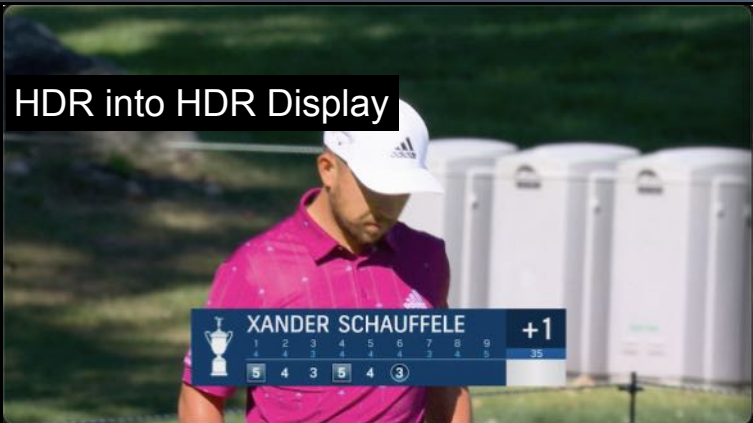 HDR into HDR Display
adidas
XANDER SCHAUFFELE
+1
1 2 3 4 5 6 7 8 9
4 4 3 4 4 4 3 4 5
35
5 4 3 5 4 3